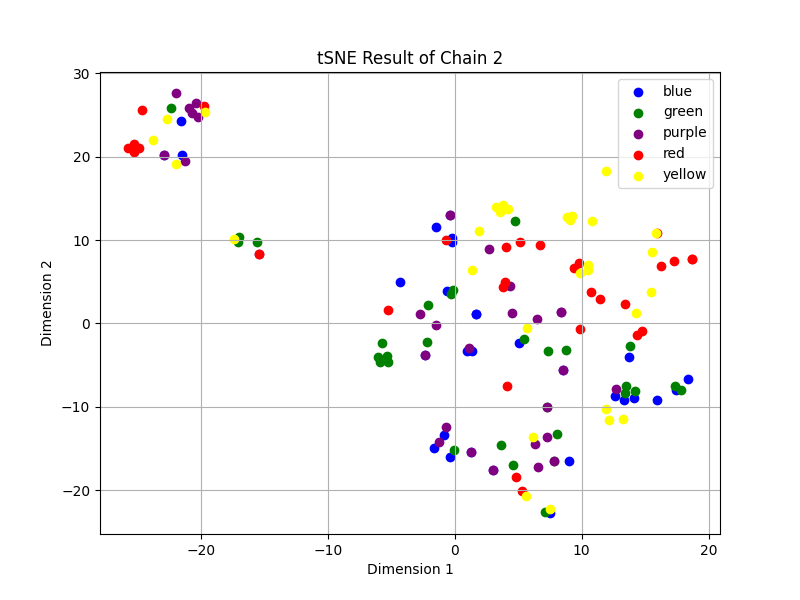 tSNE Result of Chain 2
30
20
10
0
−10
−20
−20
−10
0
10
20
Dimension 1
Dimension 2
blue
green
purple
red
yellow